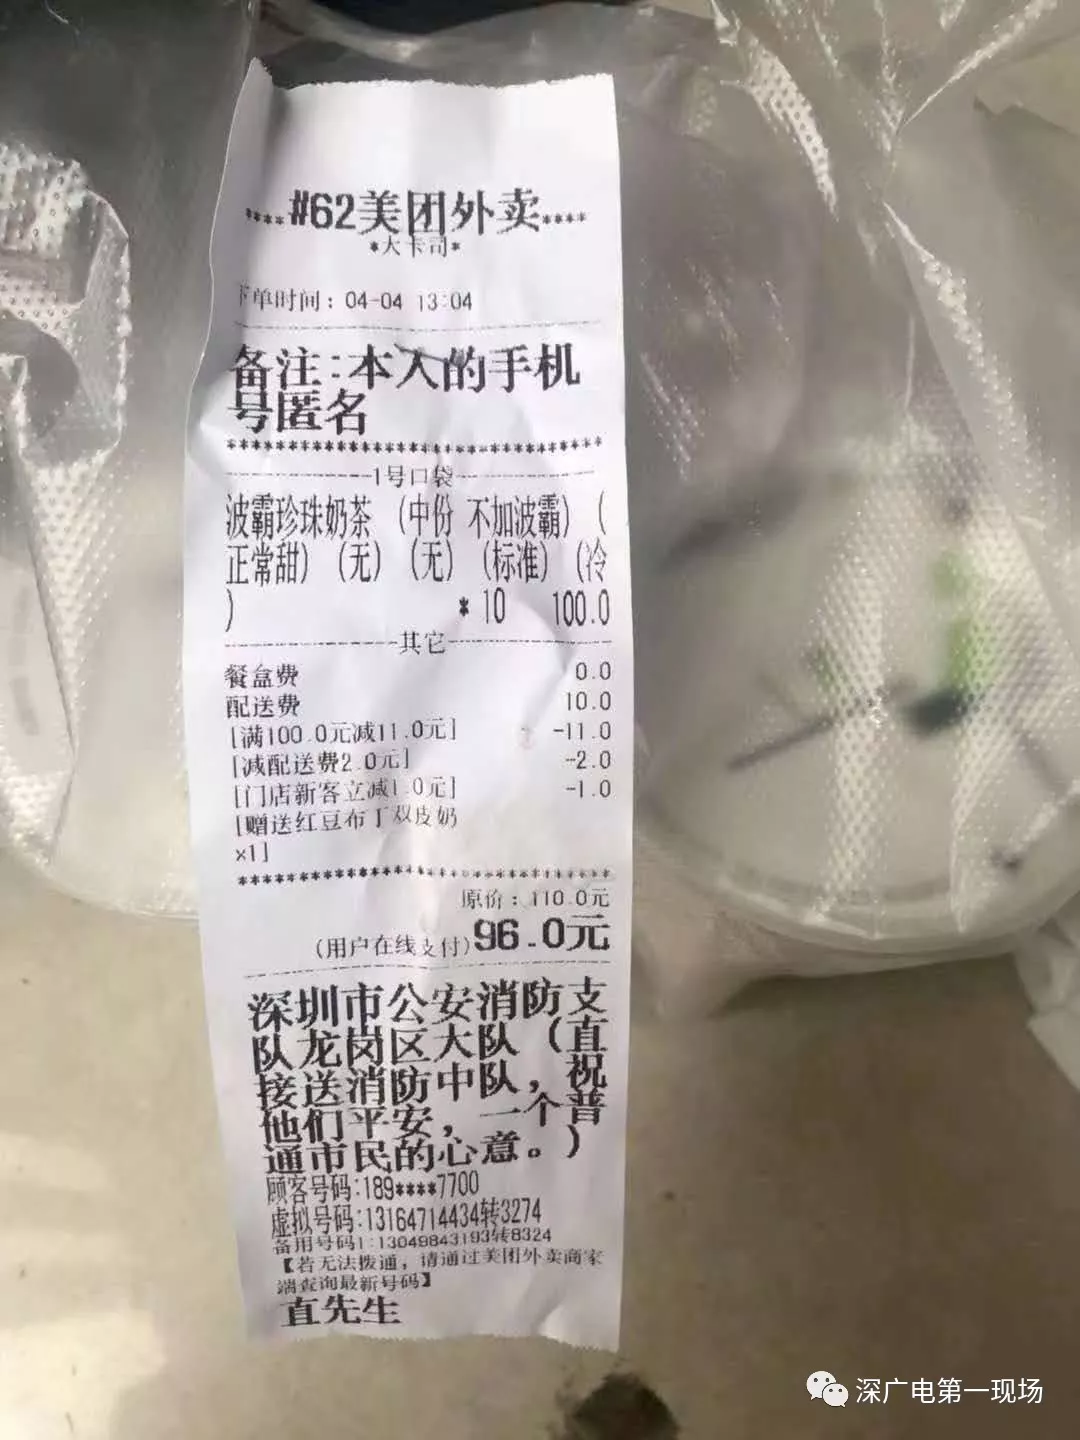 ****#62美团外卖****
*大卡司*
下单时间：04-04 13:04
备注:本人的手机
号匿名
1号口袋
波霸珍珠奶茶 (中份 不加波霸) (
正常甜) (无) (无) (标准) (冷
) * 10 100.0
其它
餐盒费 0.0
配送费 10.0
[满100.0元减11.0元] -11.0
[减配送费2.0元] -2.0
[门店新客立减1.0元] -1.0
[赠送红豆布丁双皮奶
×1]
原价：110.0元
(用户在线支付)96.0元
深圳市公安消防支
队龙岗区大队（直
接送消防中队，祝
他们平安，一个普
通市民的心意。）
顾客号码:189****7700
虚拟号码:13164714434转3274
备用号码1:13049843193转8324
【若无法拨通，请通过美团外卖商家
端查询最新号码】
直先生
深广电第一现场